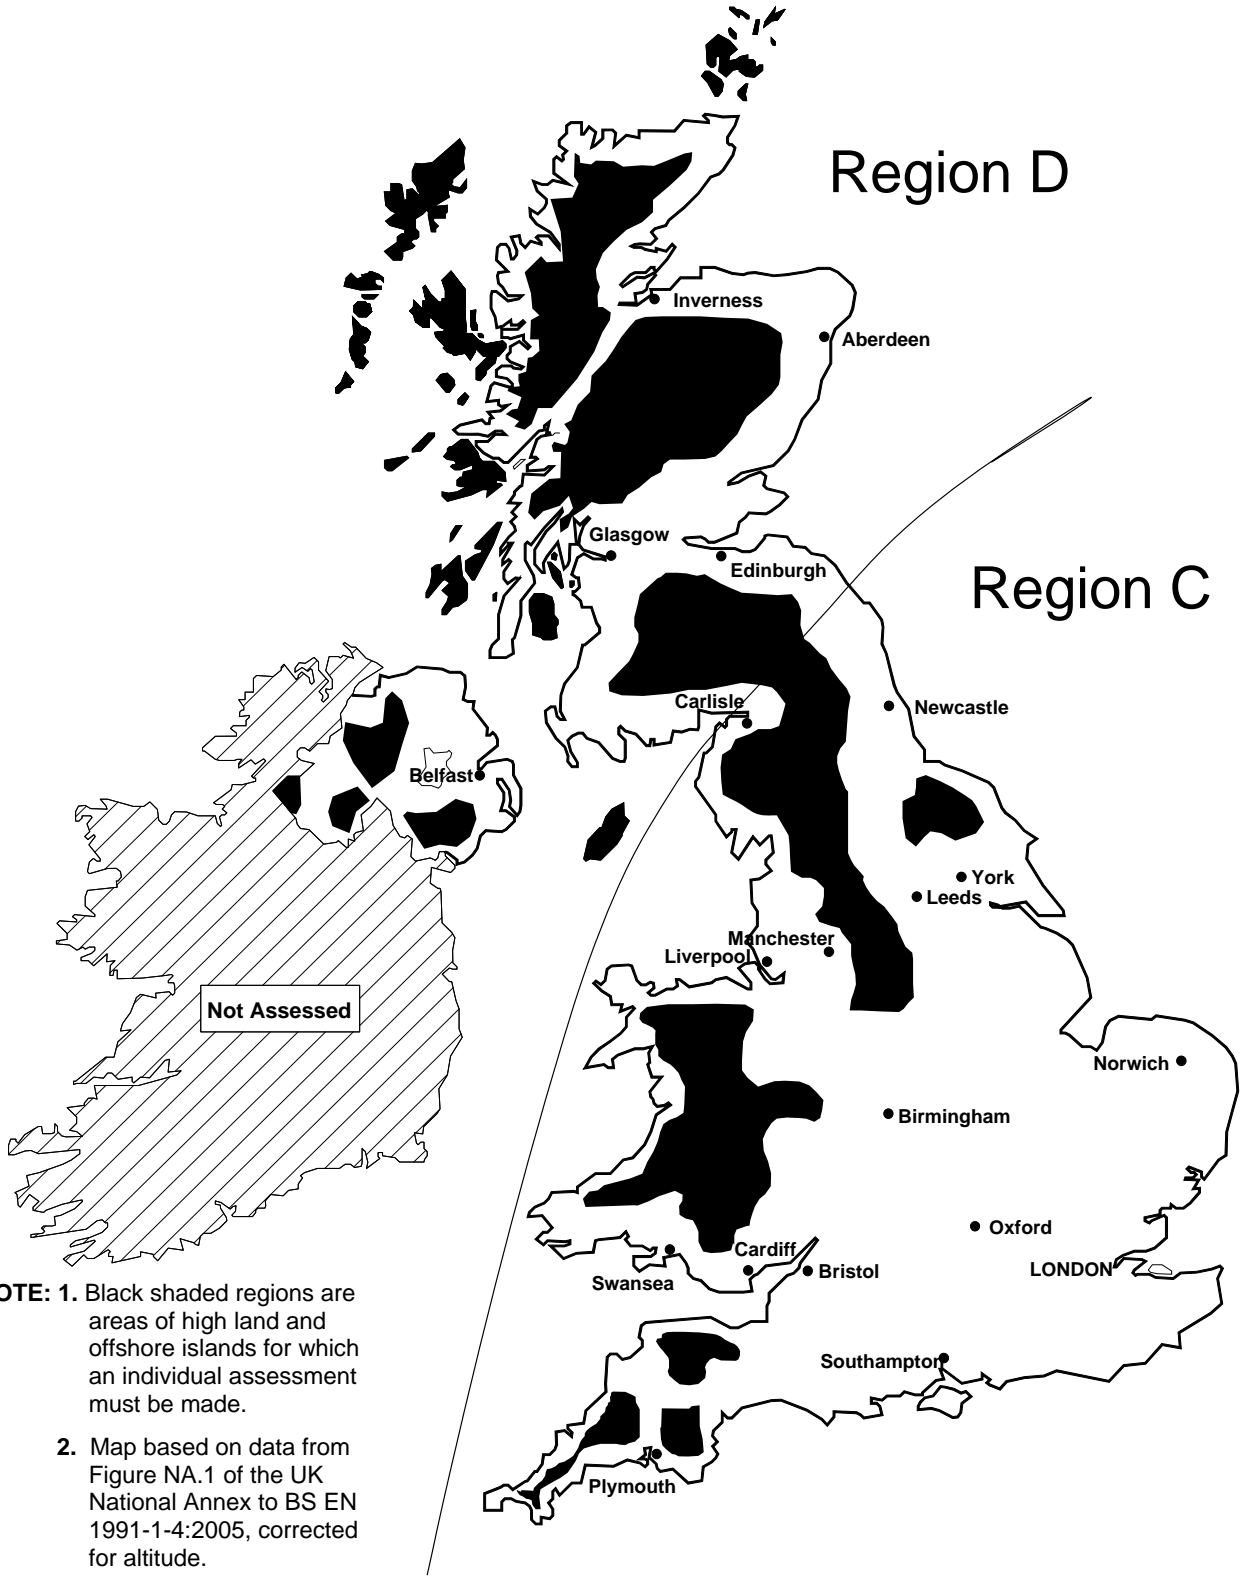 Region D
Inverness
Aberdeen
Glasgow
Edinburgh
Region C
Carlisle
Newcastle
Belfast
York
Leeds
Manchester
Liverpool
Not Assessed
Norwich
Birmingham
Oxford
Cardiff
LONDON
Swansea
Bristol
OTE: 1. Black shaded regions are
areas of high land and
offshore islands for which
an individual assessment
must be made.
Southampton
2. Map based on data from
Figure NA.1 of the UK
National Annex to BS EN
1991-1-4:2005, corrected
for altitude.
Plymouth